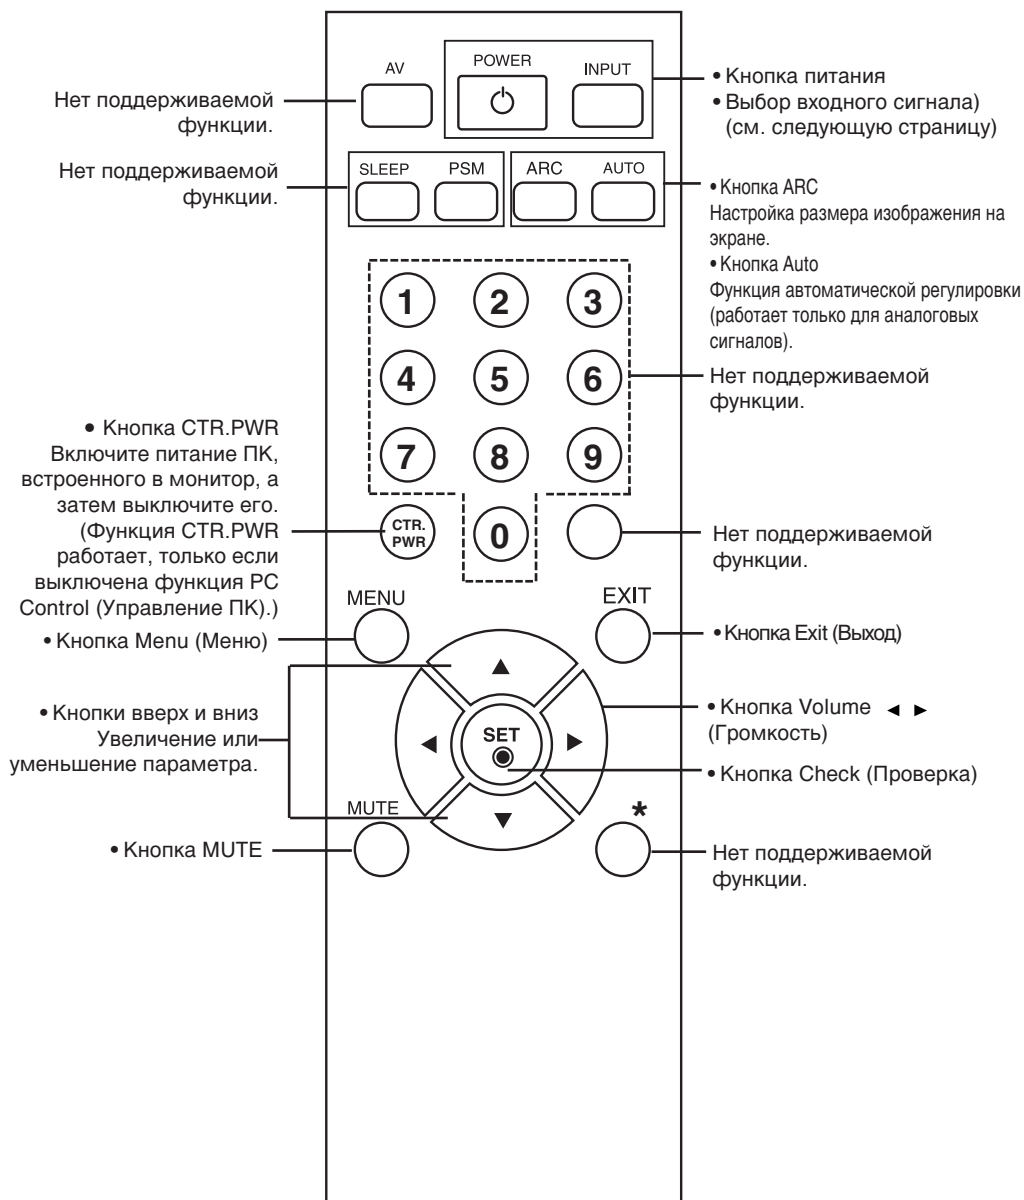 AV
POWER
INPUT
Нет поддерживаемой
функции.
• Кнопка питания
• Выбор входного сигнала)
(см. следующую страницу)
SLEEP
PSM
ARC
AUTO
Нет поддерживаемой
функции.
• Кнопка ARC
Настройка размера изображения на
экране.
• Кнопка Auto
Функция автоматической регулировки
(работает только для аналоговых
сигналов).
1
2
3
4
5
6
7
8
9
0
Нет поддерживаемой
функции.
• Кнопка CTR.PWR
Включите питание ПК,
встроенного в монитор, а
затем выключите его.
(Функция CTR.PWR
работает, только если
выключена функция PC
Control (Управление ПК).)
CTR.
PWR
Нет поддерживаемой
функции.
MENU
EXIT
• Кнопка Menu (Меню)
• Кнопка Exit (Выход)
• Кнопки вверх и вниз
Увеличение или
уменьшение параметра.
▲
◄
SET
►
▼
• Кнопка Volume ◄ ►
(Громкость)
• Кнопка Check (Проверка)
MUTE
*
• Кнопка MUTE
Нет поддерживаемой
функции.